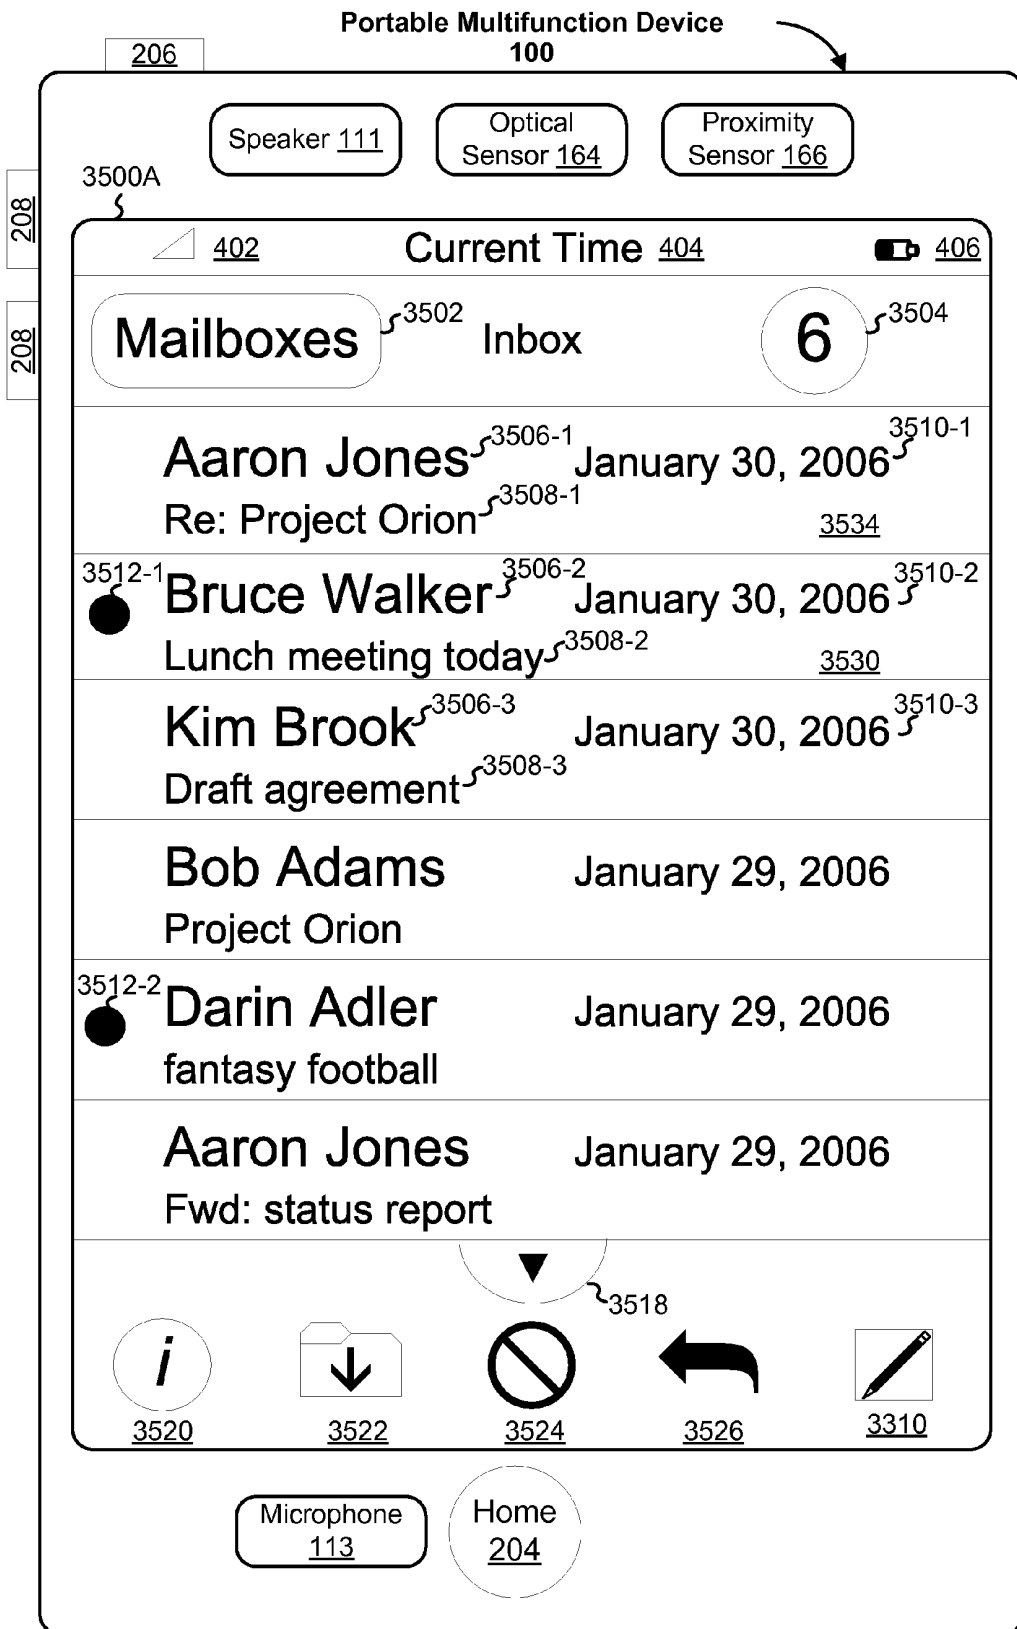 Portable Multifunction Device
100
206
Speaker 111
Optical
Sensor 164
Proximity
Sensor 166
3500A
208
208
402
Current Time 404
406
Mailboxes
3502
Inbox
6
3504
Aaron Jones
3506-1
January 30, 2006
3510-1
Re: Project Orion
3508-1
3534
3512-1
Bruce Walker
3506-2
January 30, 2006
3510-2
Lunch meeting today
3508-2
3530
Kim Brook
3506-3
January 30, 2006
3510-3
Draft agreement
3508-3
Bob Adams
January 29, 2006
Project Orion
3512-2
Darin Adler
January 29, 2006
fantasy football
Aaron Jones
January 29, 2006
Fwd: status report
3518
i
3520
3522
3524
3526
3310
Microphone
113
Home
204